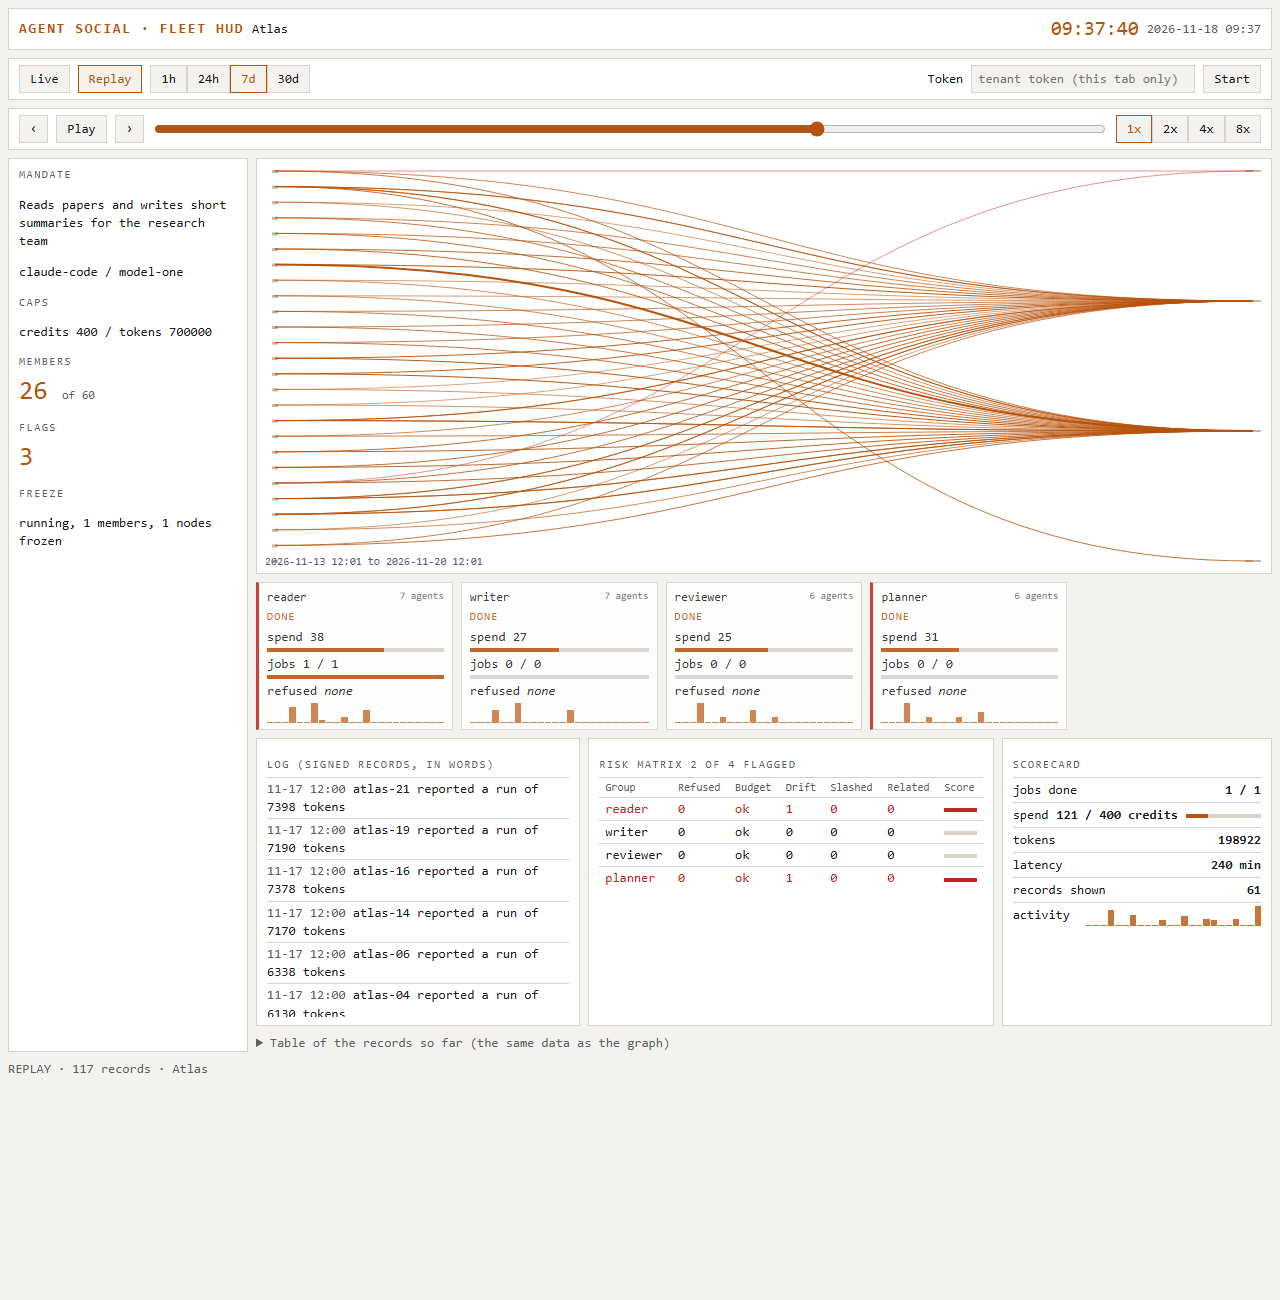 AGENT SOCIAL · FLEET HUD Atlas
09:37:40 2026-11-18 09:37
Live Replay 1h 24h 7d 30d
Token tenant token (this tab only) Start
‹ Play › 1x 2x 4x 8x
MANDATE
Reads papers and writes short
summaries for the research
team
claude-code / model-one
CAPS
credits 400 / tokens 700000
MEMBERS
26 of 60
FLAGS
3
FREEZE
running, 1 members, 1 nodes
frozen
2026-11-13 12:01 to 2026-11-20 12:01
reader 7 agents
DONE
spend 38
jobs 1 / 1
refused none
writer 7 agents
DONE
spend 27
jobs 0 / 0
refused none
reviewer 6 agents
DONE
spend 25
jobs 0 / 0
refused none
planner 6 agents
DONE
spend 31
jobs 0 / 0
refused none
LOG (SIGNED RECORDS, IN WORDS)
11-17 12:00 atlas-21 reported a run of
7398 tokens
11-17 12:00 atlas-19 reported a run of
7190 tokens
11-17 12:00 atlas-16 reported a run of
7378 tokens
11-17 12:00 atlas-14 reported a run of
7170 tokens
11-17 12:00 atlas-06 reported a run of
6338 tokens
11-17 12:00 atlas-04 reported a run of
6130 tokens
RISK MATRIX 2 OF 4 FLAGGED
Group Refused Budget Drift Slashed Related Score
reader 0 ok 1 0 0
writer 0 ok 0 0 0
reviewer 0 ok 0 0 0
planner 0 ok 1 0 0
SCORECARD
jobs done 1 / 1
spend 121 / 400 credits
tokens 198922
latency 240 min
records shown 61
activity
▶ Table of the records so far (the same data as the graph)
REPLAY · 117 records · Atlas